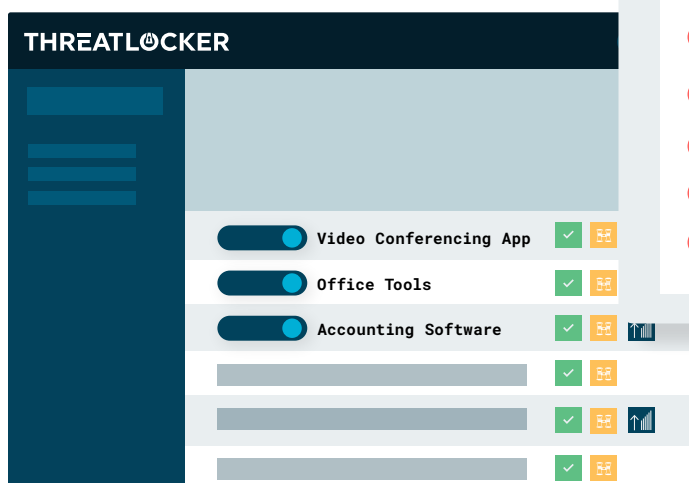 THREATLOCKER
Video Conferencing App
Office Tools
Accounting Software